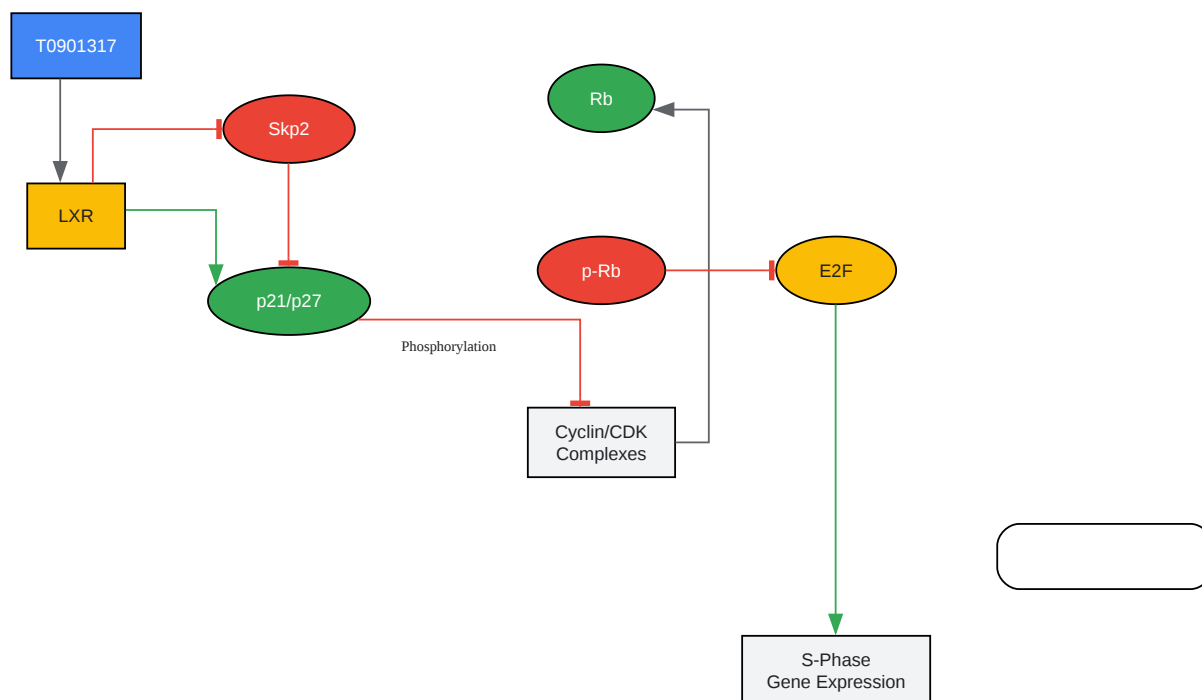 T0901317
Rb
Skp2
LXR
p-Rb
E2F
p21/p27
Phosphorylation
Cyclin/CDK
Complexes
S-Phase
Gene Expression